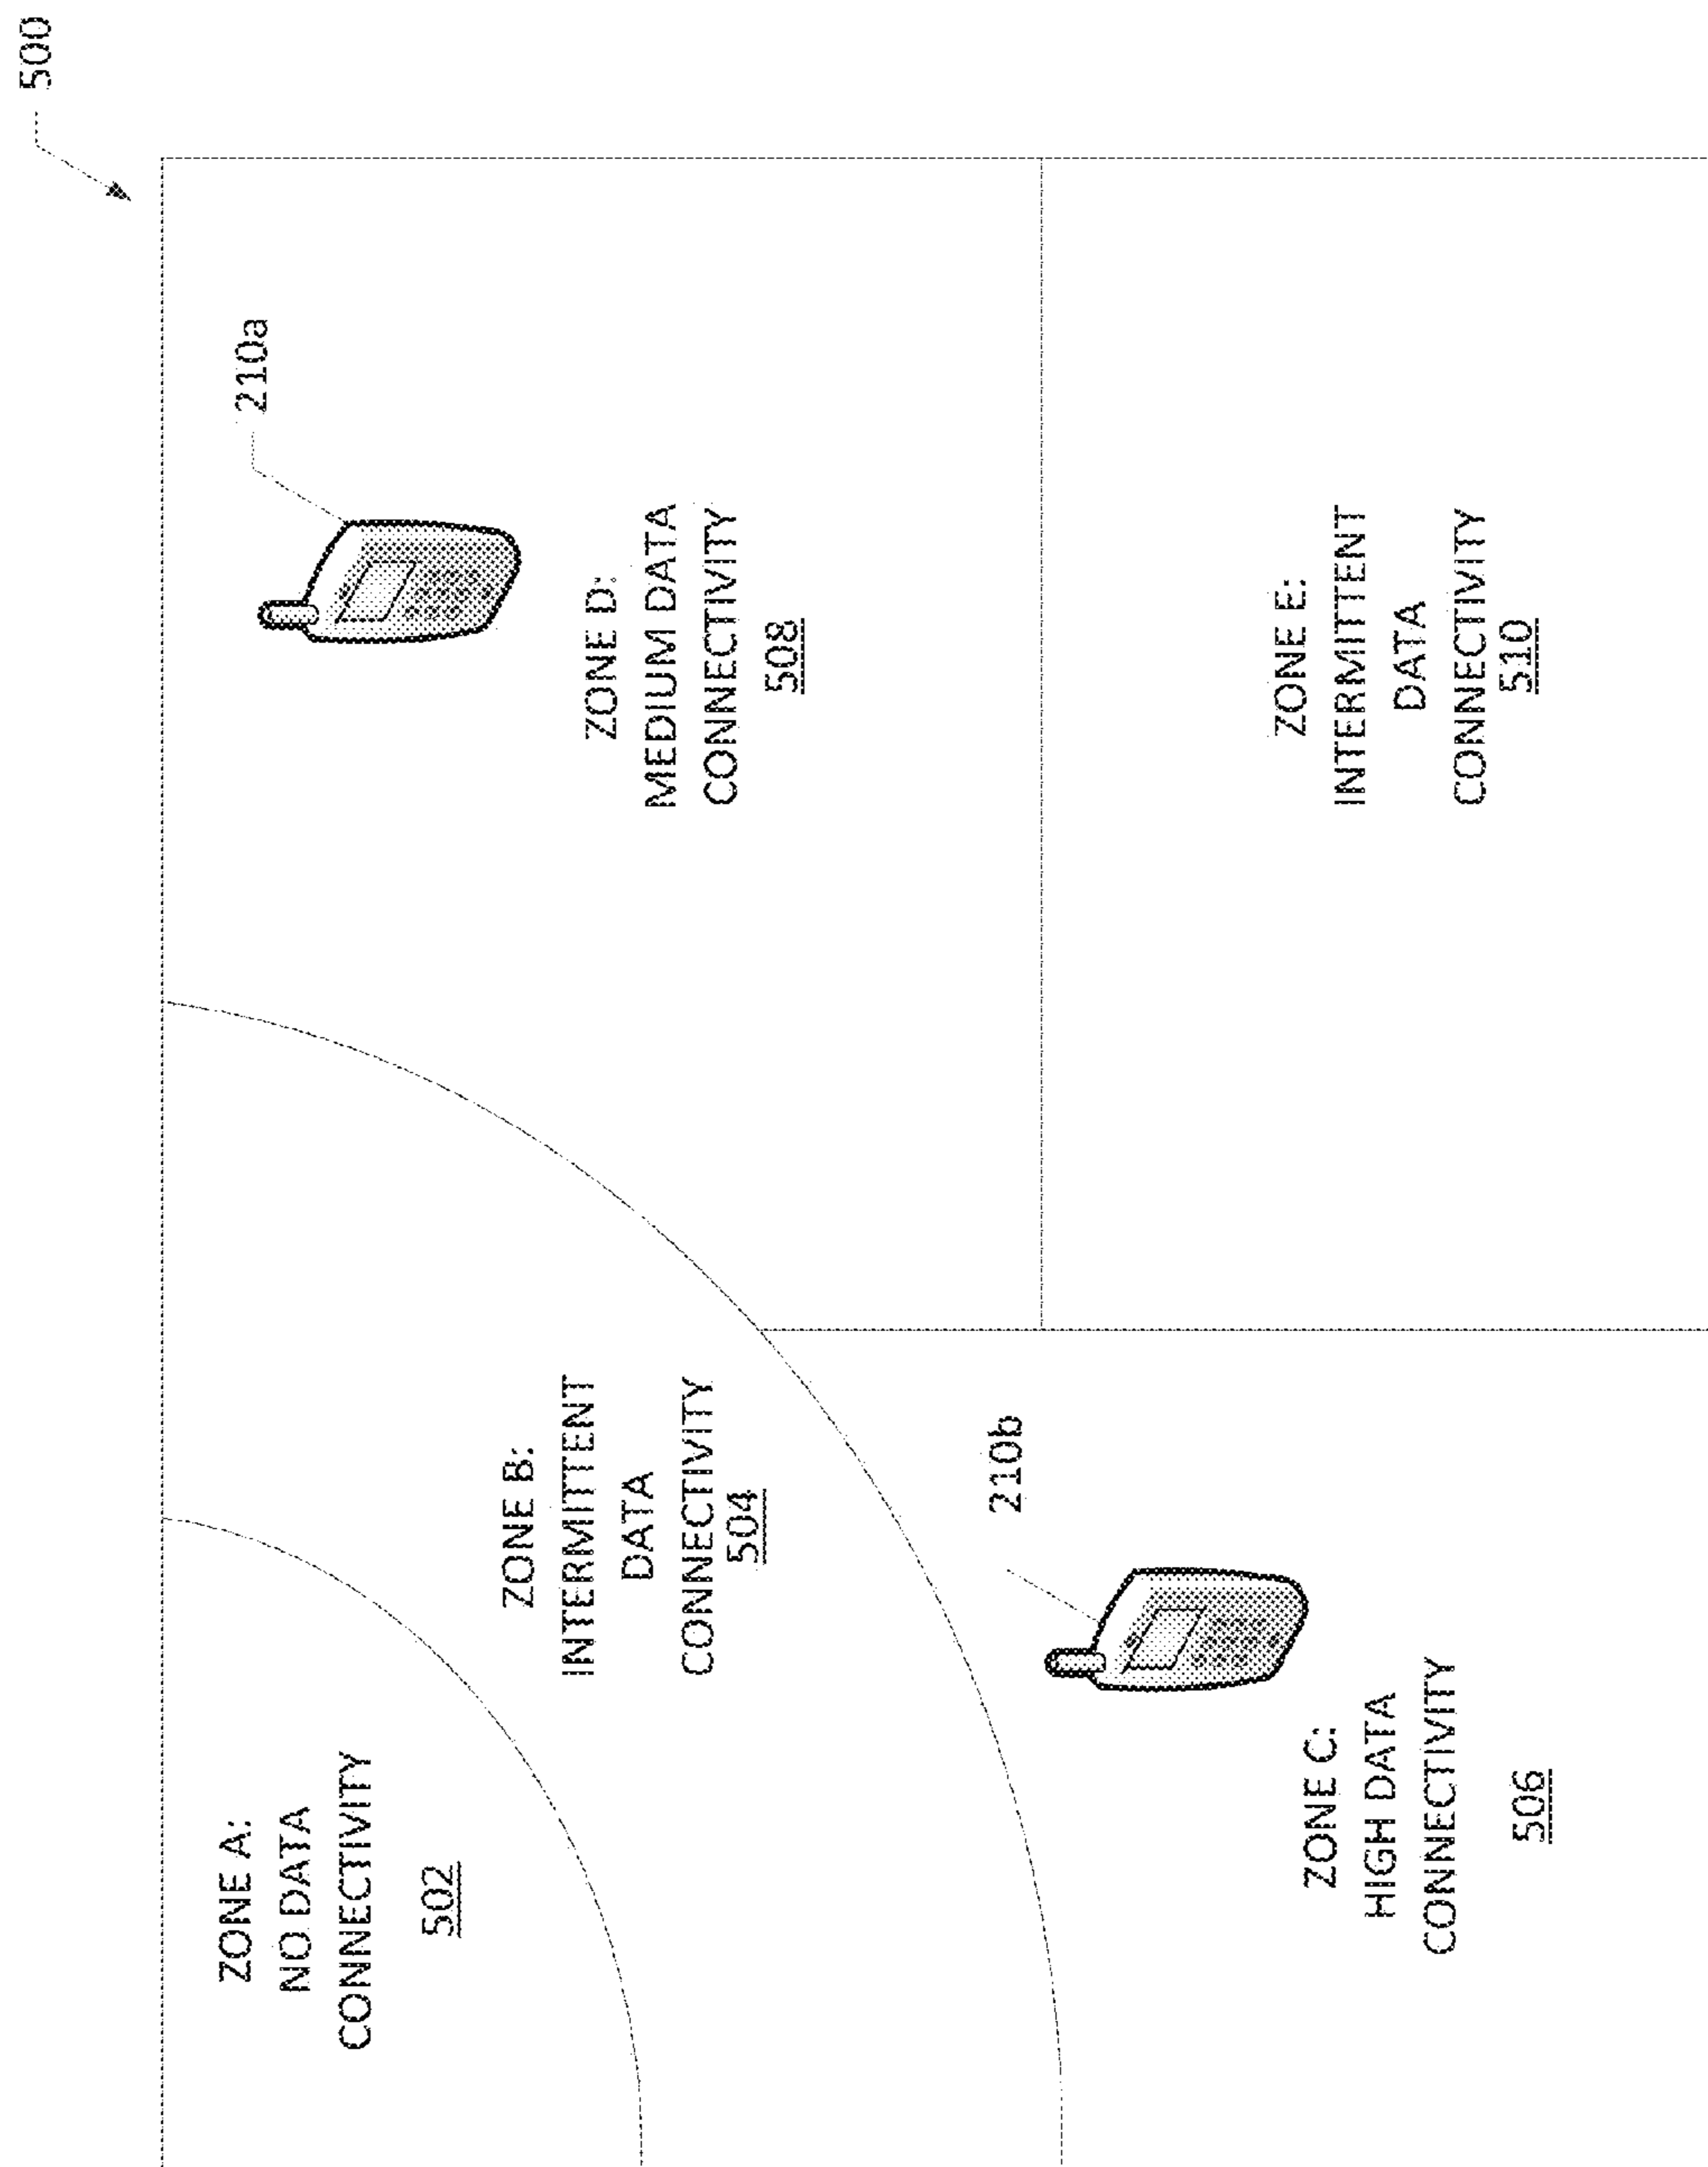 500
210a
ZONE A:
NO DATA
CONNECTIVITY
502
ZONE B:
INTERMITTENT
DATA
CONNECTIVITY
504
ZONE D:
MEDIUM DATA
CONNECTIVITY
508
210b
ZONE C:
HIGH DATA
CONNECTIVITY
506
ZONE E:
INTERMITTENT
DATA
CONNECTIVITY
510